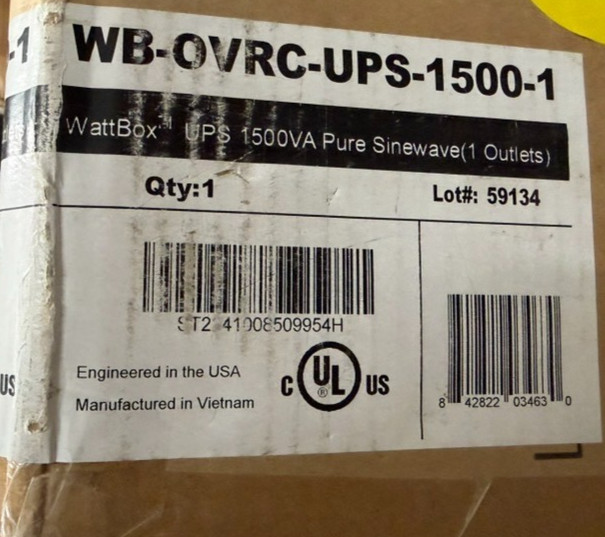 -1
WB-OVRC-UPS-1500-1
WattBox UPS 1500VA Pure Sinewave(1 Outlets)
Qty:1
Lot#: 59134
41008509954H
Engineered in the USA
Manufactured in Vietnam
C UL ® US
8 42822 03463 0
US